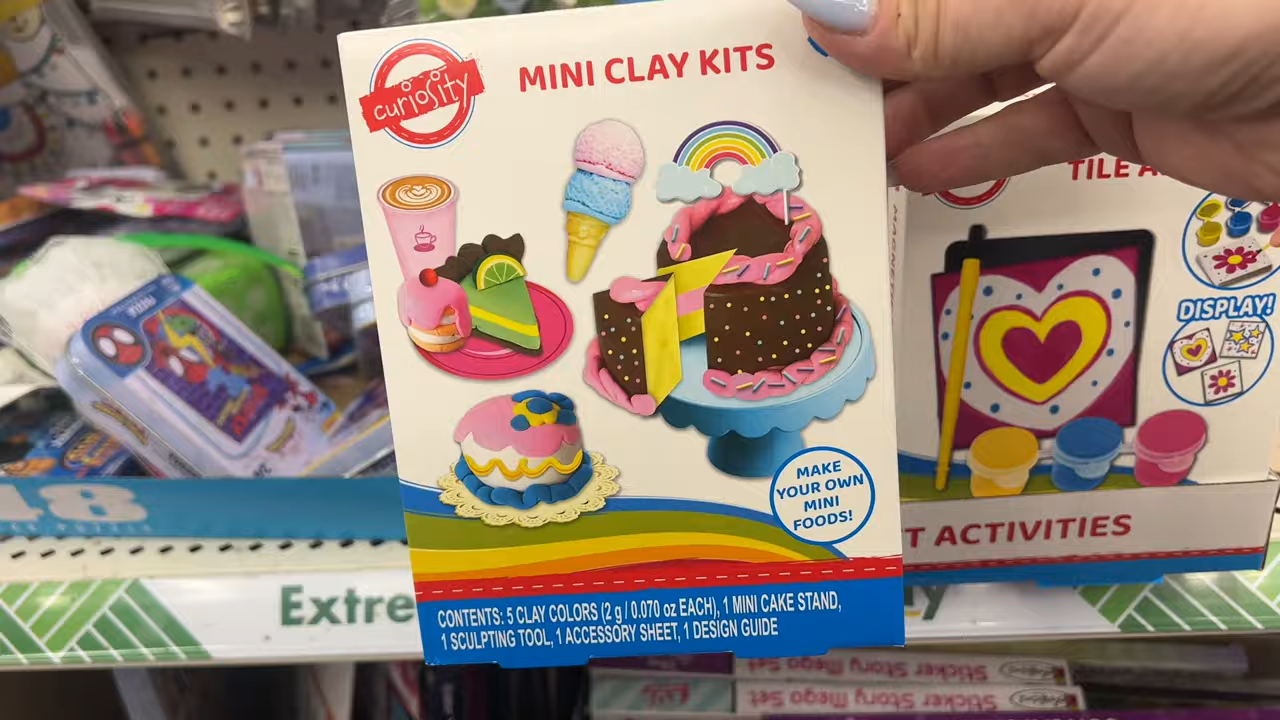 curiosity
MINI CLAY KITS
MAKE
YOUR OWN
MINI
FOODS!
CONTENTS: 5 CLAY COLORS (2 g / 0.070 oz EACH), 1 MINI CAKE STAND,
1 SCULPTING TOOL, 1 ACCESSORY SHEET, 1 DESIGN GUIDE
TILE A
DISPLAY!
T ACTIVITIES
48
Extre
y
Sticker Story Mega Set
Sticker Story Mega Set